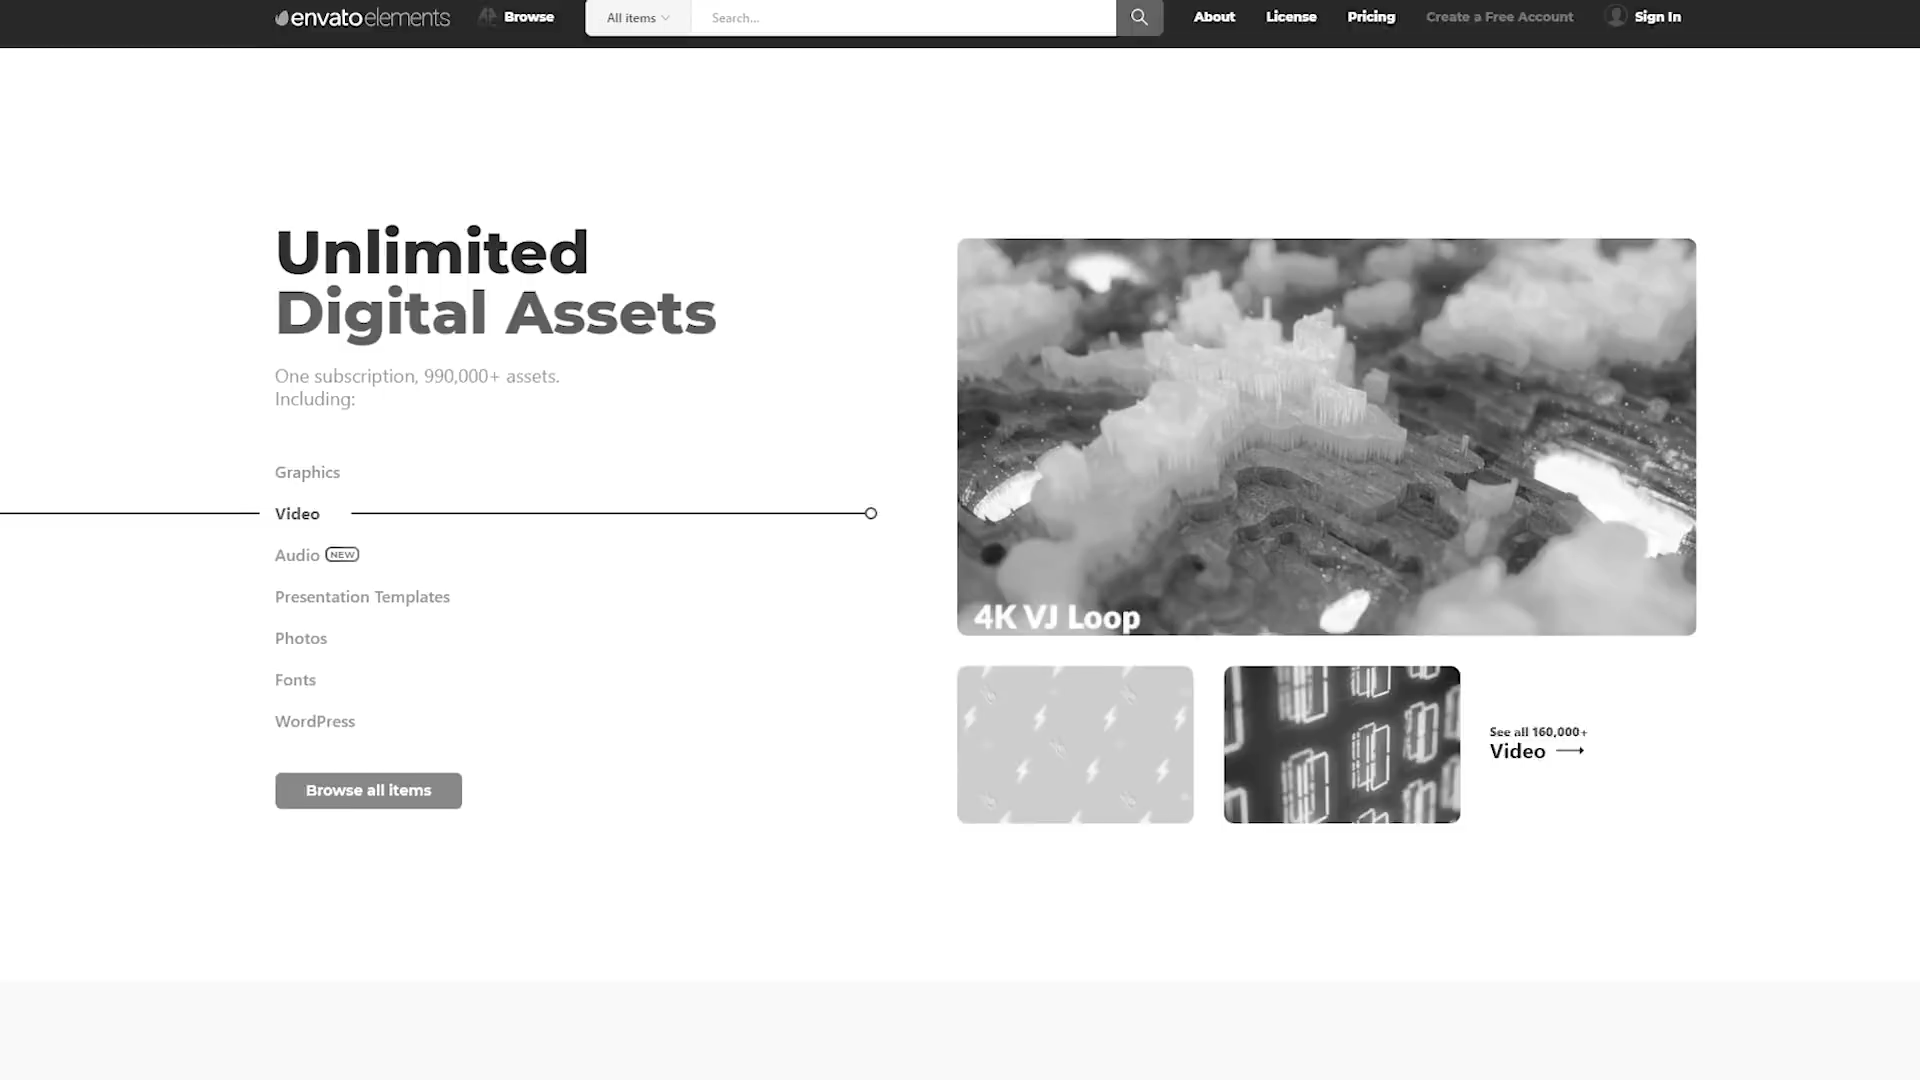 envatoelements
Browse
All items
Search...
About
License
Pricing
Create a Free Account
Sign In
Unlimited
Digital Assets
One subscription, 990,000+ assets.
Including:
Graphics
Video
Audio NEW
Presentation Templates
Photos
Fonts
WordPress
Browse all items
4K VJ Loop
See all 160,000+
Video